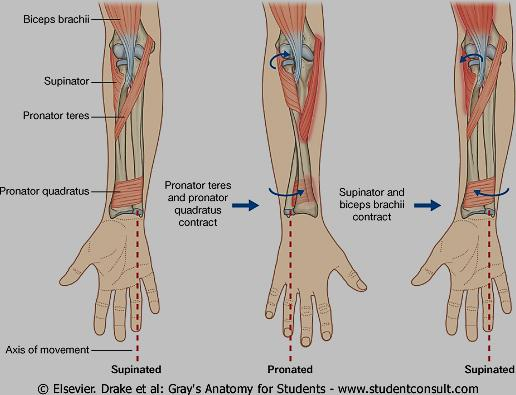 Biceps brachii
Supinator
Pronator teres
Pronator quadratus
Pronator teres
and pronator
quadratus
contract
Supinator and
biceps brachii
contract
Axis of movement
Supinated
Pronated
Supinated
© Elsevier. Drake et al: Gray's Anatomy for Students - www.studentconsult.com